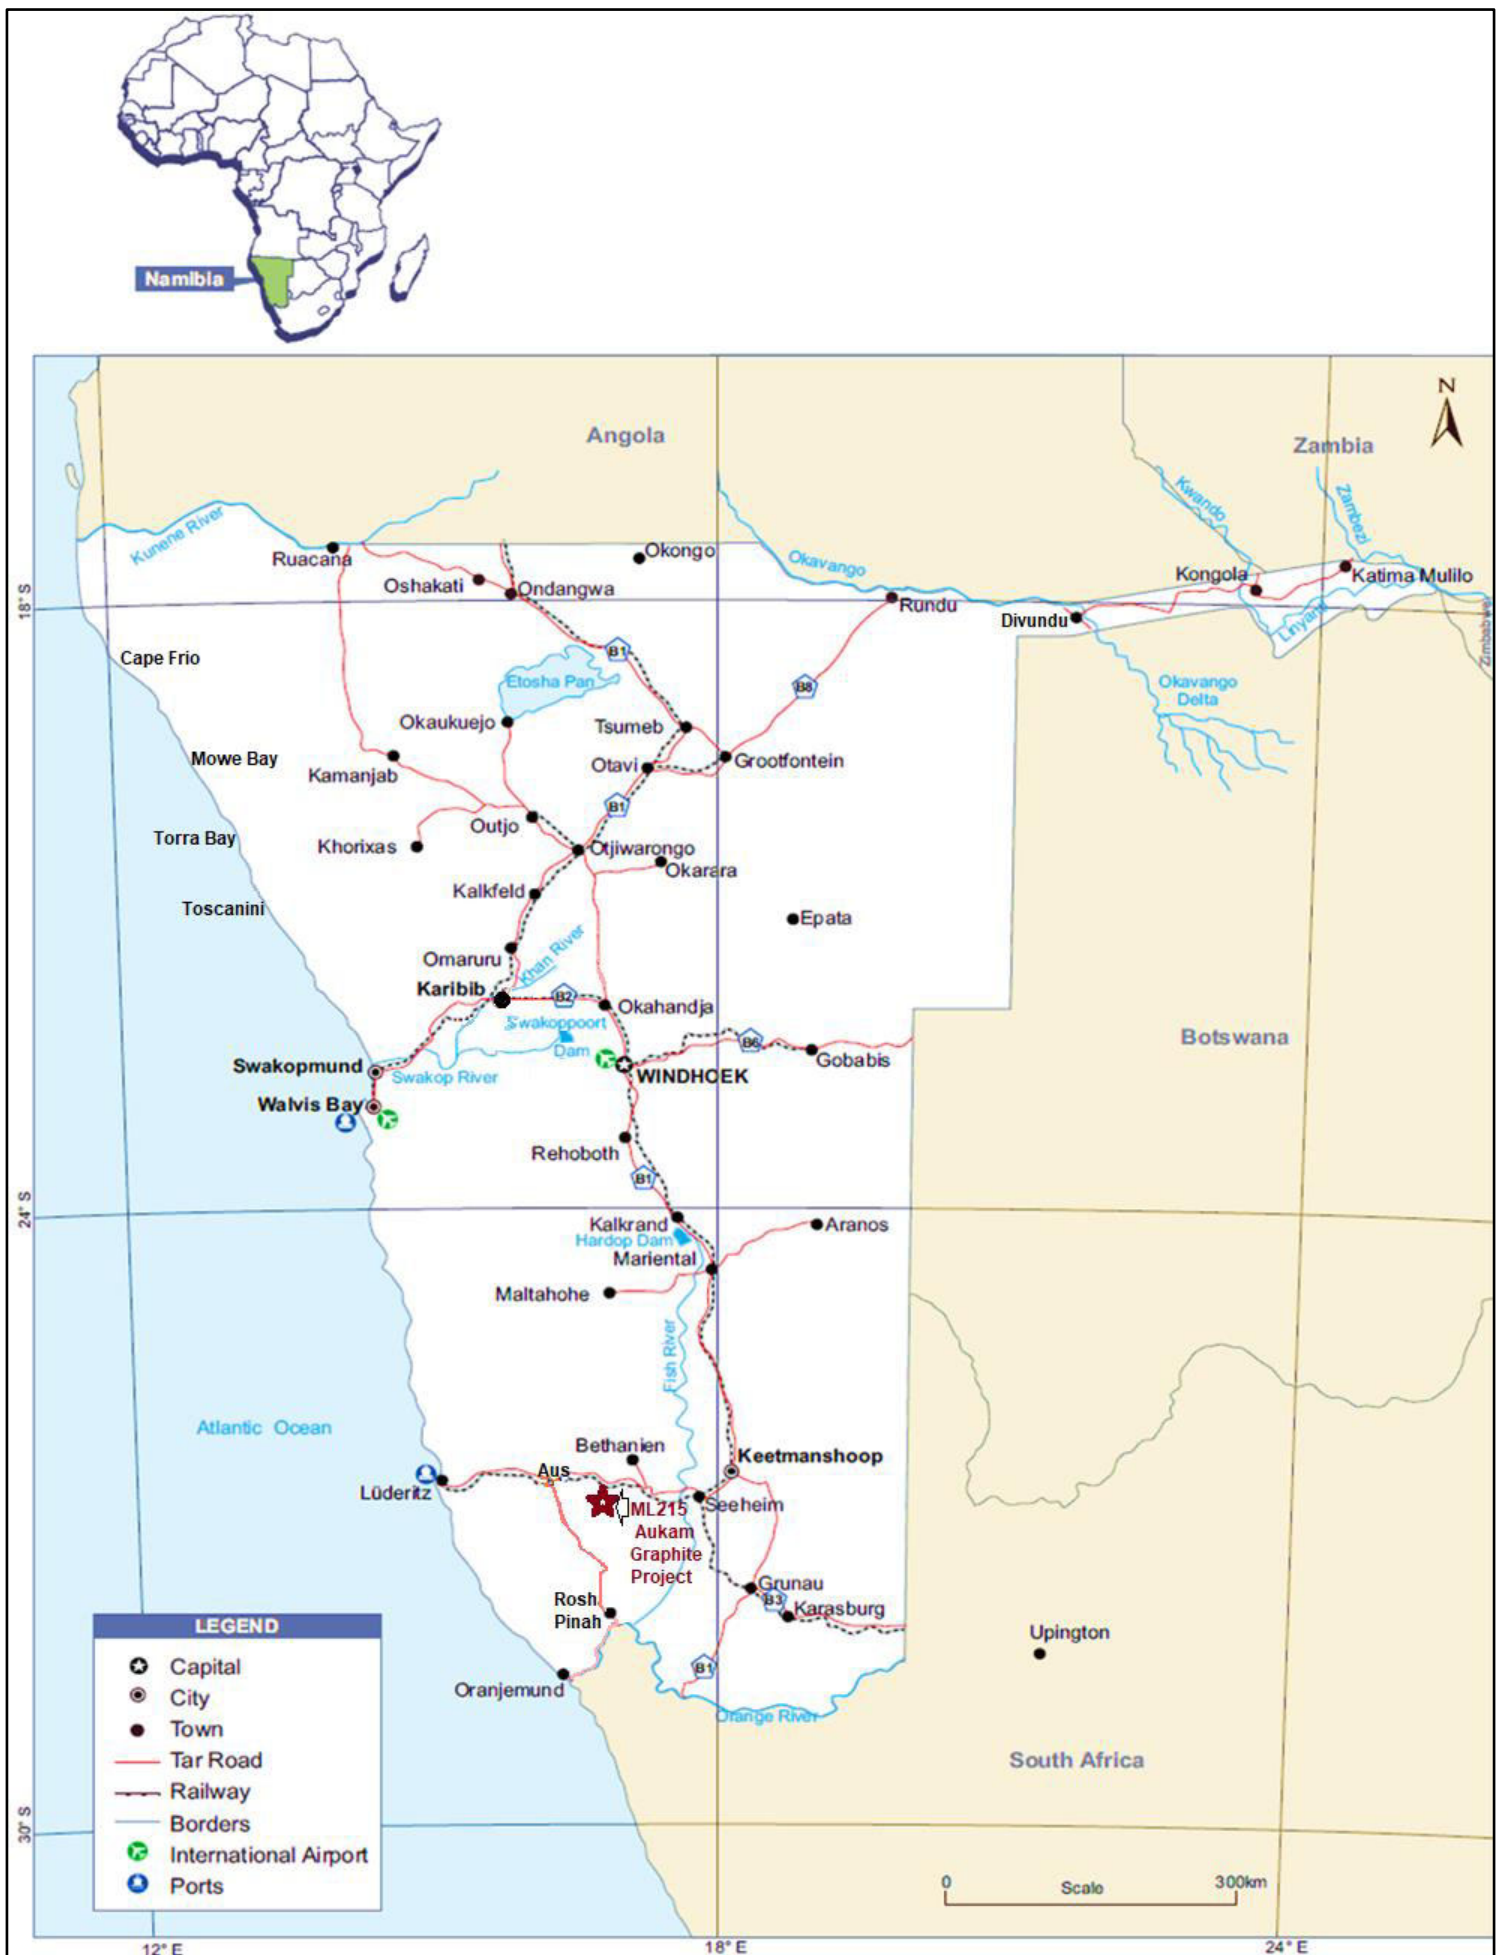 Namibia
N
Angola
Zambia
Kwando
Zambezi
Kunene River
Ruacana
Okongo
Okavango
Oshakati
Ondangwa
Kongola
Katima Mulilo
18° S
Rundu
Divundu
Linyanti
Zimbabwe
Cape Frio
B1
Etosha Pan
B8
Okavango
Delta
Okaukuejo
Tsumeb
Mowe Bay
Kamanjab
Otavi
Grootfontein
B1
Outjo
Torra Bay
Khorixas
Otjiwarongo
Okarara
Kalkfeld
Toscanini
Epata
Omaruru
Khan River
Karibib
B2
Okahandja
Swakoppoort
Dam
B6
Botswana
Gobabis
Swakopmund
Swakop River
WINDHOEK
Walvis Bay
Rehoboth
B1
24° S
Kalkrand
Aranos
Hardop Dam
Mariental
Maltahohe
Fish River
Atlantic Ocean
Bethanien
Keetmanshoop
Aus
Lüderitz
Seeheim
ML215
Aukam
Graphite
Project
Grunau
B3
Rosh
Pinah
Karasburg
Upington
B1
Oranjemund
Orange River
South Africa
LEGEND
Capital
City
Town
Tar Road
Railway
Borders
International Airport
Ports
30° S
0
300km
Scale
12° E
18° E
24° E